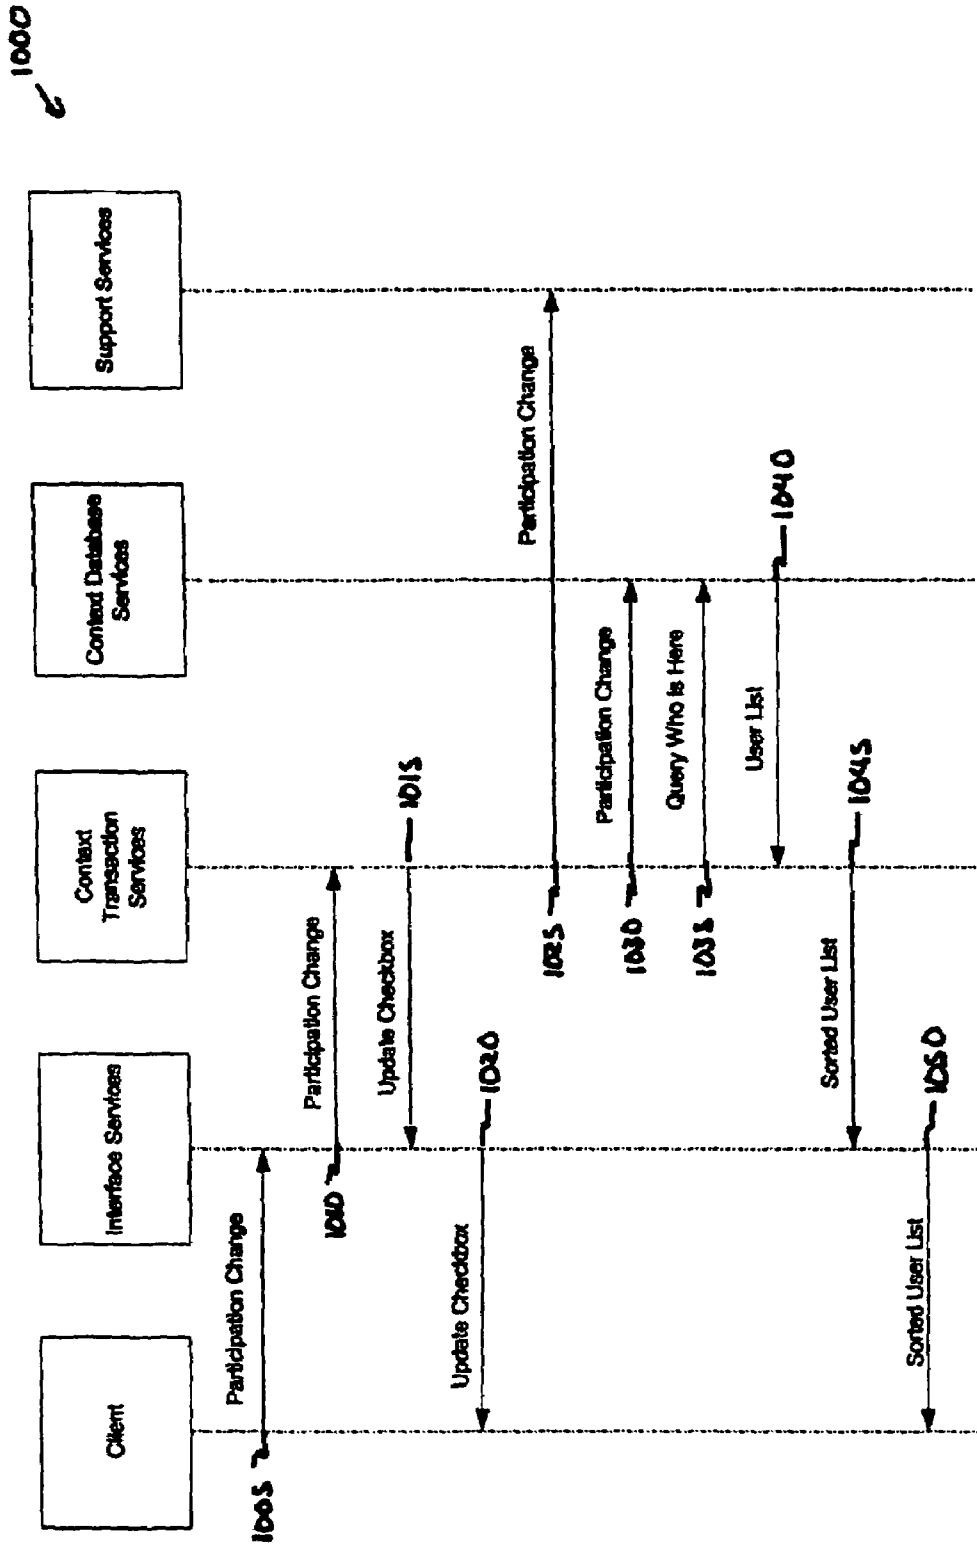 1000
Client
Interface Services
Context
Transaction
Services
Context Database
Services
Support Services
1005
Participation Change
1010
Participation Change
1015
Update Checkbox
1020
Update Checkbox
1025
Participation Change
1030
Participation Change
1035
Query Who is Here
1040
User List
1045
Sorted User List
1050
Sorted User List